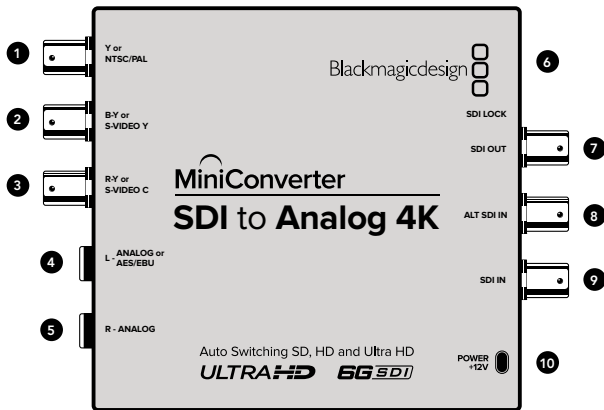 1
Y or
NTSC/PAL
2
B-Y or
S-VIDEO Y
3
R-Y or
S-VIDEO C
4
L - ANALOG or
AES/EBU
5
R - ANALOG
Blackmagicdesign
6
SDI LOCK
SDI OUT
7
MiniConverter
SDI to Analog 4K
ALT SDI IN
8
SDI IN
9
Auto Switching SD, HD and Ultra HD
ULTRAHD 6G SDI
POWER
+12V
10